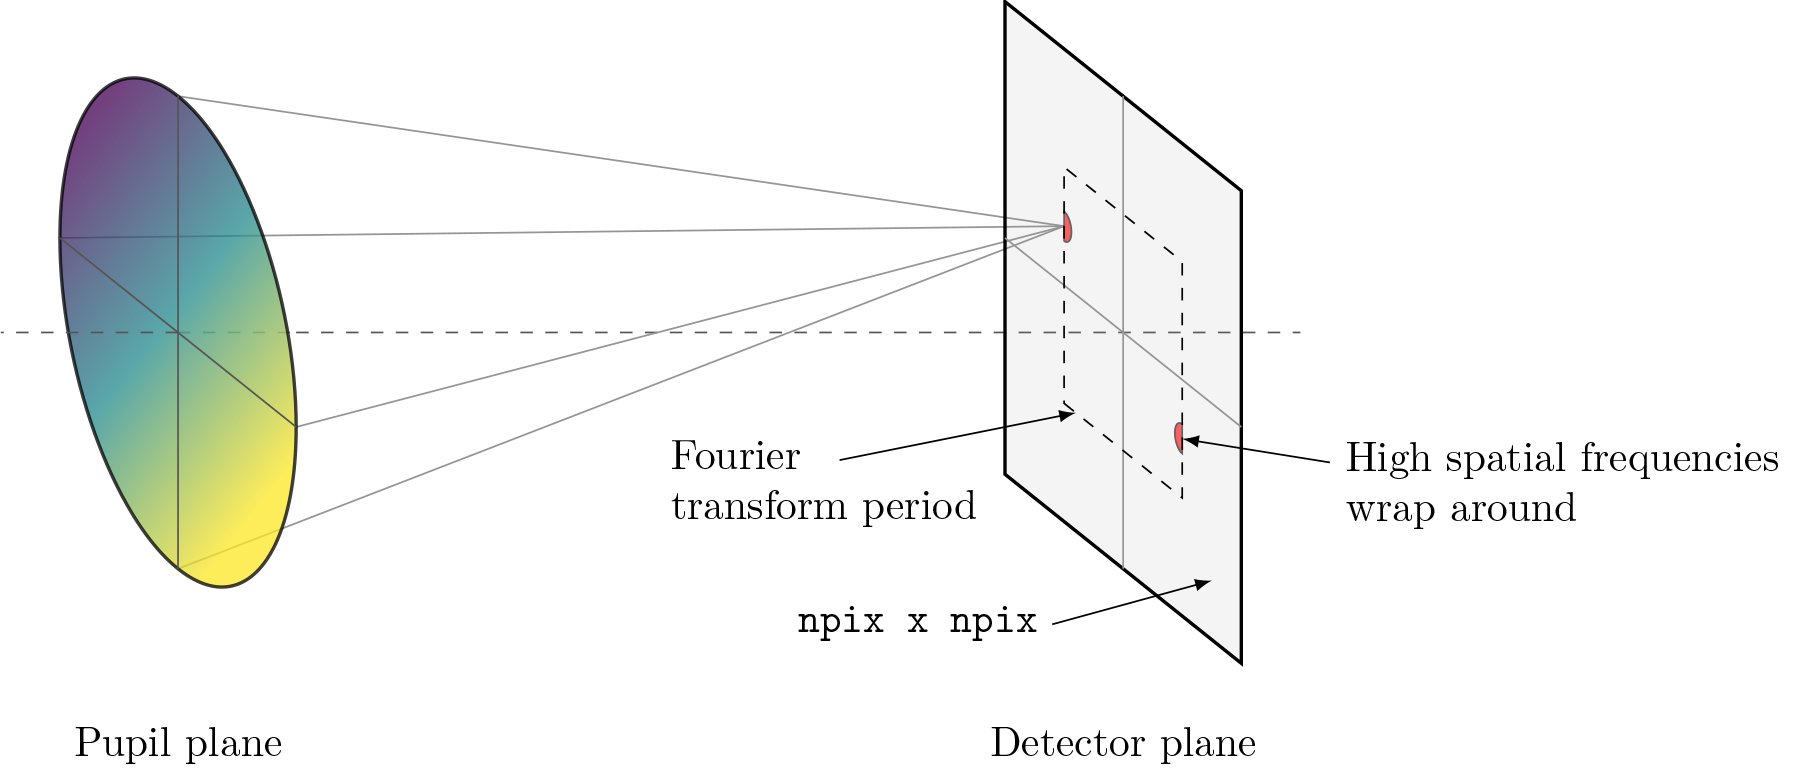 Fourier
transform period
High spatial frequencies
wrap around
npix x npix
Pupil plane
Detector plane